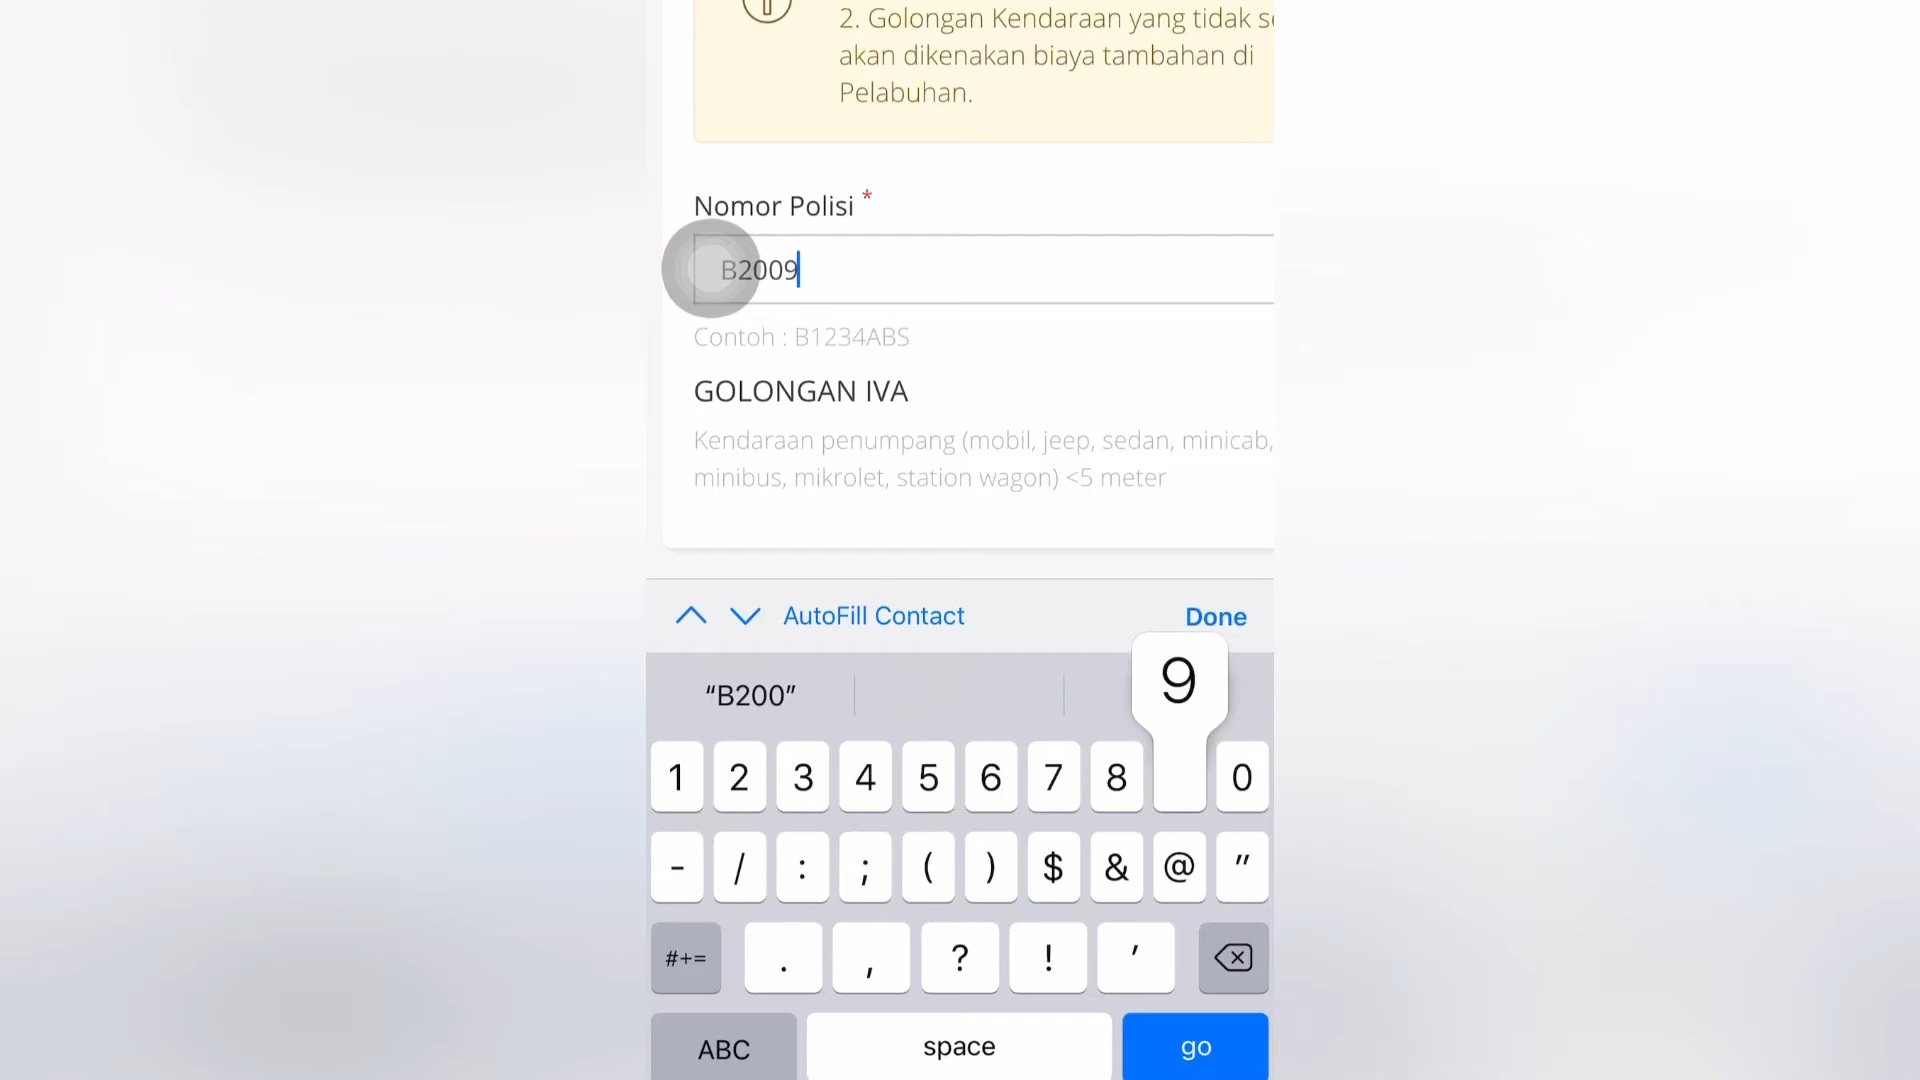 2. Golongan Kendaraan yang tidak
akan dikenakan biaya tambahan di
Pelabuhan.
Nomor Polisi *
B2009
Contoh : B1234ABS
GOLONGAN IVA
Kendaraan penumpang (mobil, jeep, sedan, minicab,
minibus, mikrolet, station wagon) <5 meter
AutoFill Contact Done
“B200”
9
1 2 3 4 5 6 7 8 0
- / : ; ( ) $ & @ "
#+= . , ? ! '
ABC space go